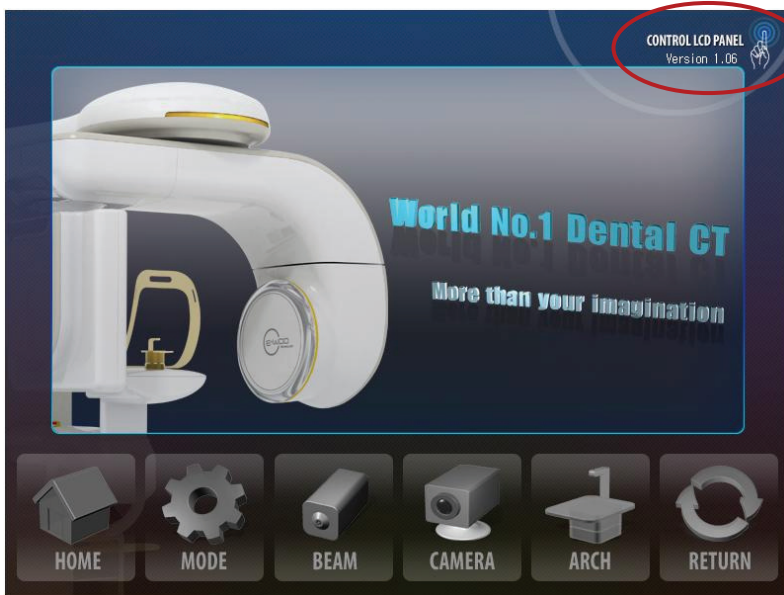 CONTROL LCD PANEL
Version 1.06
World No.1 Dental CT
More than your imagination
HOME
MODE
BEAM
CAMERA
ARCH
RETURN